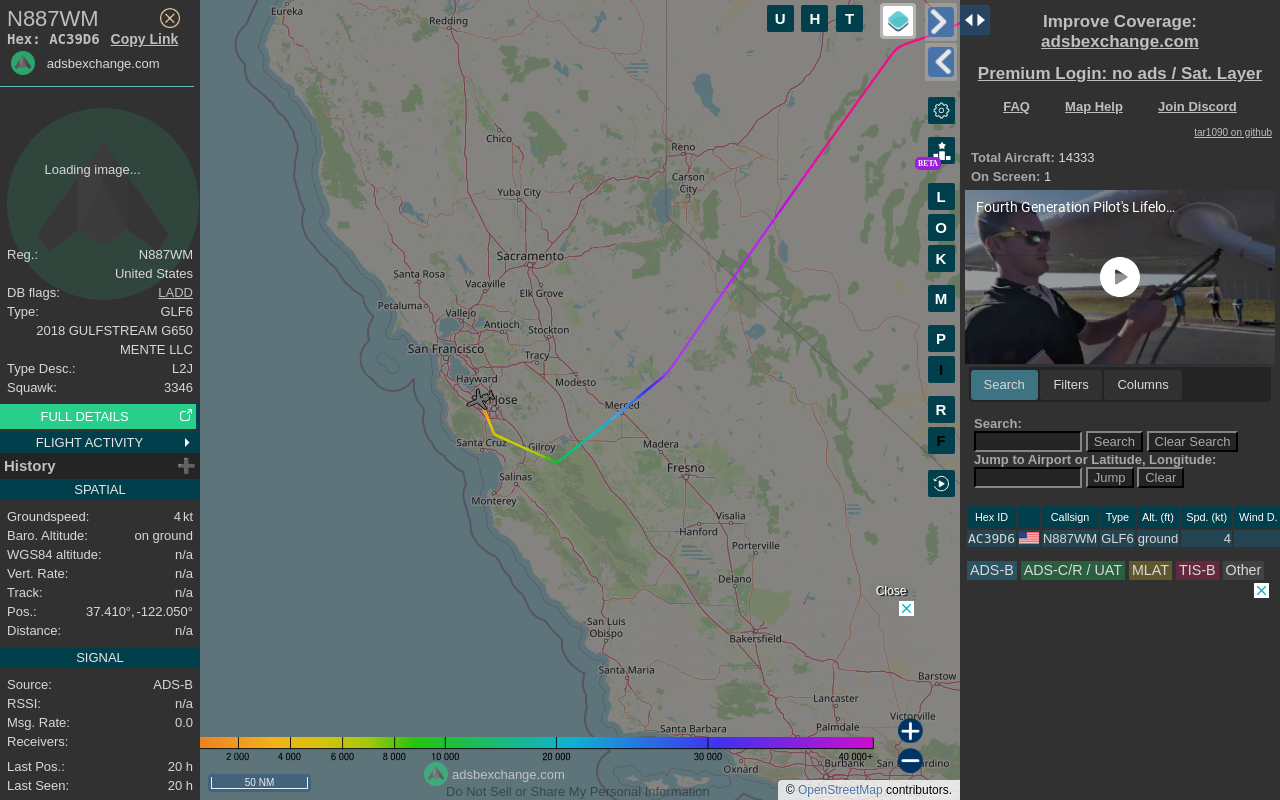 N887WM
Hex: AC39D6 Copy Link
adsbexchange.com
Loading image...
Reg.: N887WM
United States
DB flags: LADD
Type: GLF6
2018 GULFSTREAM G650
MENTE LLC
Type Desc.: L2J
Squawk: 3346
FULL DETAILS
FLIGHT ACTIVITY
History
SPATIAL
Groundspeed: 4 kt
Baro. Altitude: on ground
WGS84 altitude: n/a
Vert. Rate: n/a
Track: n/a
Pos.: 37.410°, -122.050°
Distance: n/a
SIGNAL
Source: ADS-B
RSSI: n/a
Msg. Rate: 0.0
Receivers:
Last Pos.: 20 h
Last Seen: 20 h
U H T
BETA
L
O
K
M
P
I
R
F
Eureka
Redding
Chico
Reno
Carson
City
Yuba City
Sacramento
Santa Rosa
Vacaville
Elk Grove
Petaluma
Vallejo
Antioch
Stockton
San Francisco
Tracy
Hayward
Modesto
Jose
Merced
Santa Cruz
Gilroy
Madera
Salinas
Fresno
Monterey
Visalia
Hanford
Porterville
Delano
San Luis
Obispo
Bakersfield
Santa Maria
Barstow
Lancaster
Victorville
Palmdale
Santa Barbara
Oxnard
Burbank
Close
2 000 4 000 6 000 8 000 10 000 20 000 30 000 40 000+
50 NM
adsbexchange.com
Do Not Sell or Share My Personal Information
© OpenStreetMap contributors.
Improve Coverage:
adsbexchange.com
Premium Login: no ads / Sat. Layer
FAQ Map Help Join Discord
tar1090 on github
Total Aircraft: 14333
On Screen: 1
Fourth Generation Pilot's Lifelo...
Search Filters Columns
Search:
Search Clear Search
Jump to Airport or Latitude, Longitude:
Jump Clear
Hex ID Callsign Type Alt. (ft) Spd. (kt) Wind D.
AC39D6 N887WM GLF6 ground 4
ADS-B ADS-C/R / UAT MLAT TIS-B Other